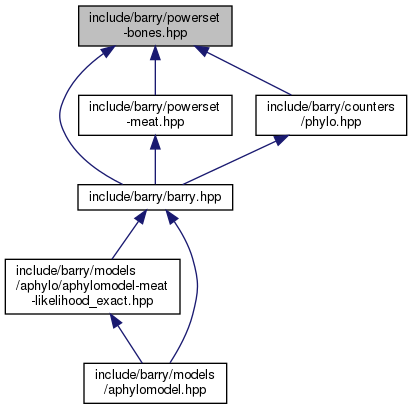 include/barry/powerset
-bones.hpp
include/barry/powerset
-meat.hpp
include/barry/counters
/phylo.hpp
include/barry/barry.hpp
include/barry/models
/aphylo/aphylomodel-meat
-likelihood_exact.hpp
include/barry/models
/aphylomodel.hpp